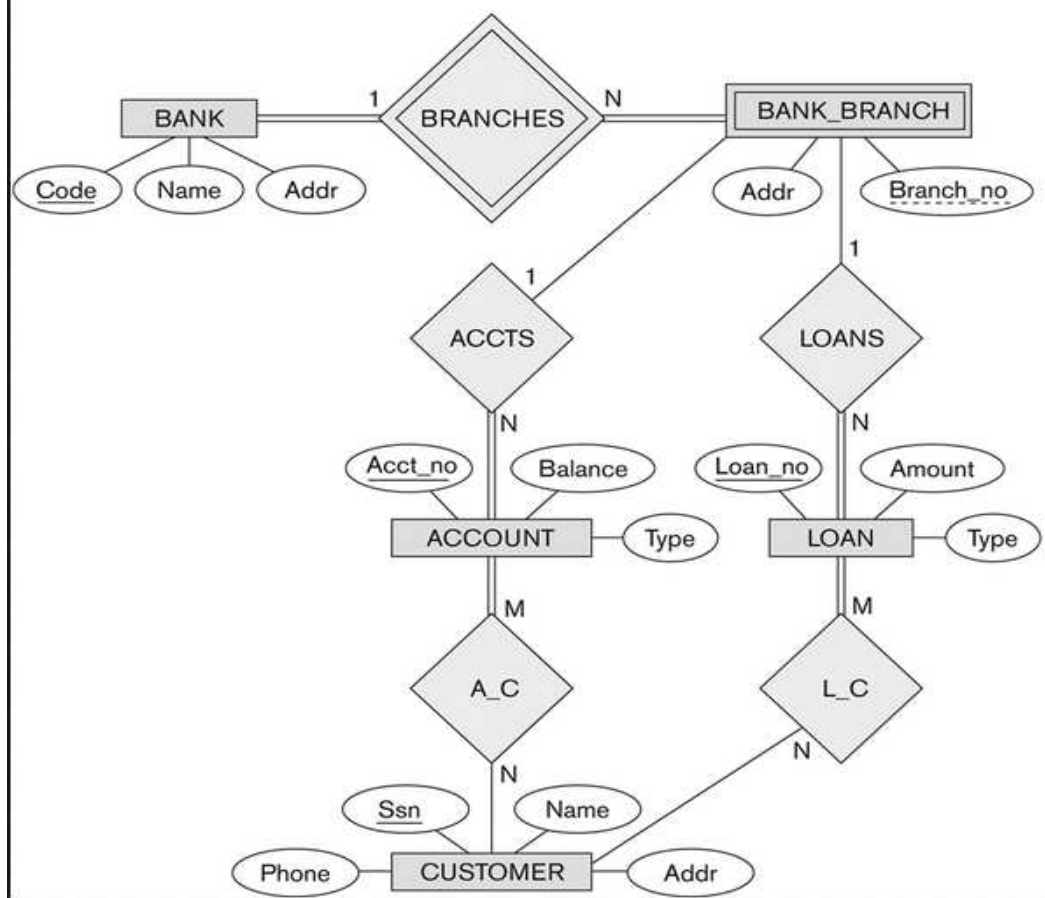 1
N
BANK
BRANCHES
BANK_BRANCH
Code
Name
Addr
Addr
Branch_no
1
1
ACCTS
LOANS
N
N
Acct_no
Balance
Loan_no
Amount
ACCOUNT
Type
LOAN
Type
M
M
A_C
L_C
N
N
Ssn
Name
Phone
CUSTOMER
Addr